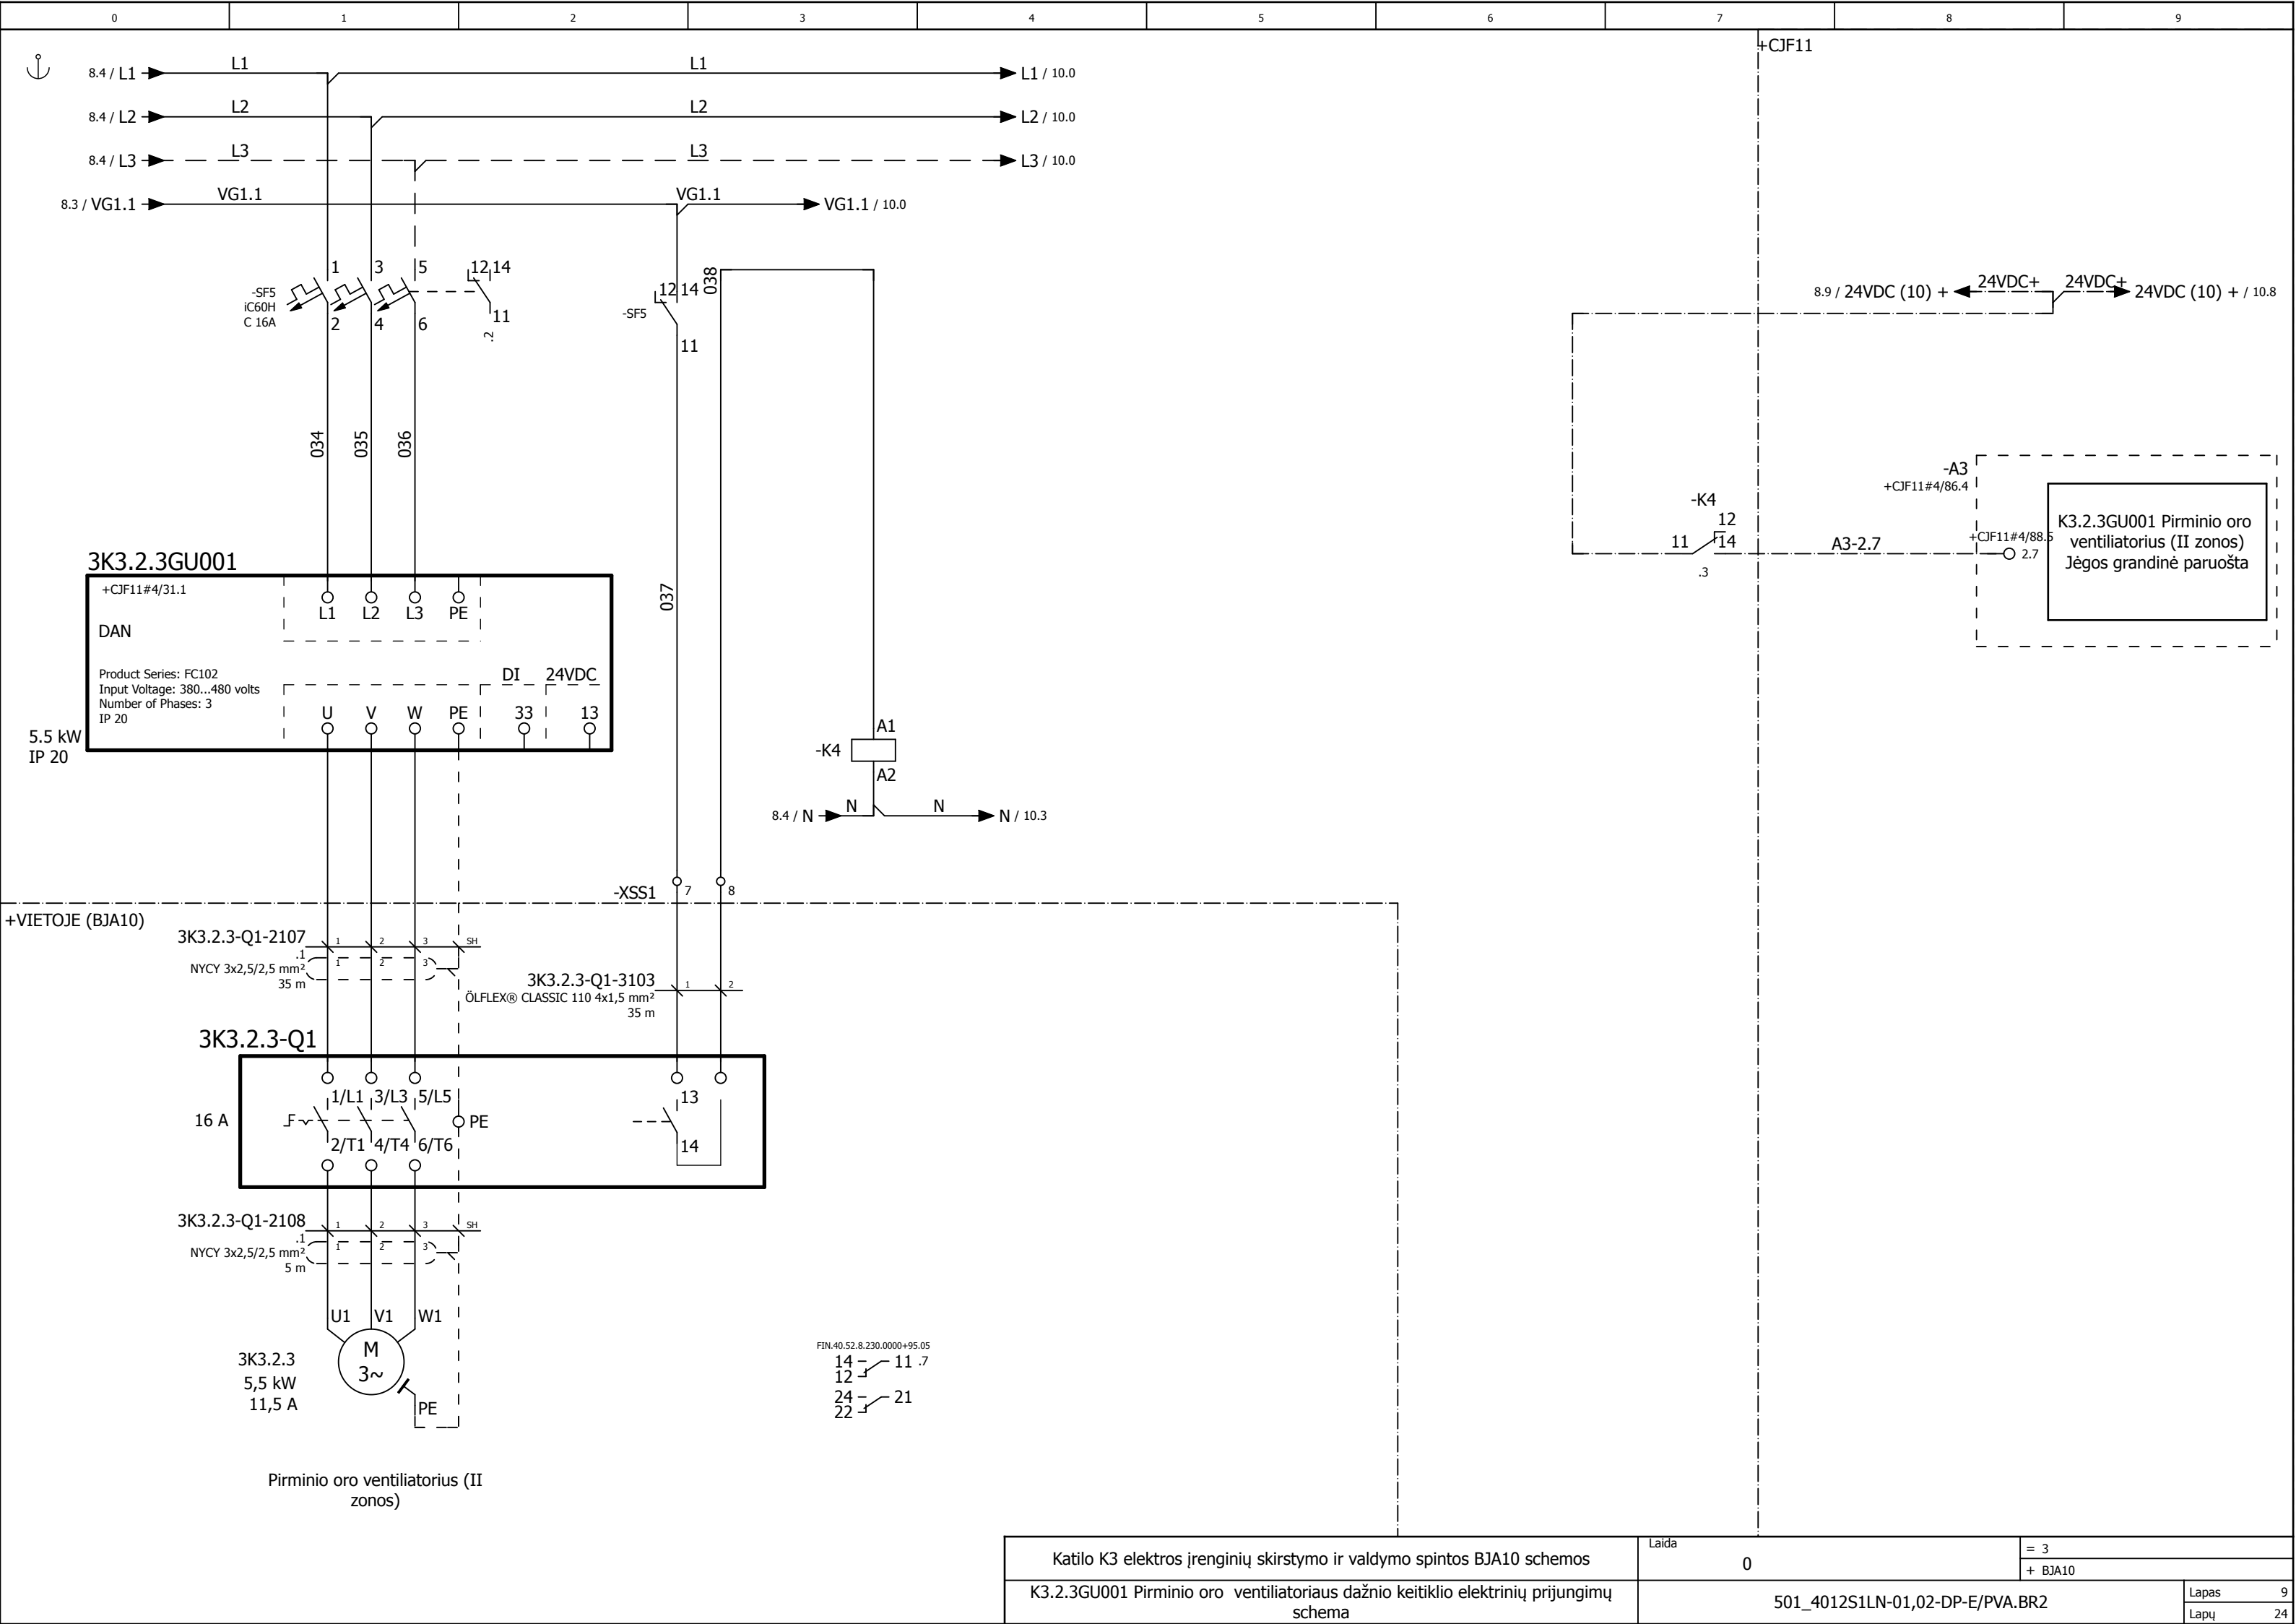 0 1 2 3 4 5 6 7 8 9
+CJF11
8.4 / L1 L1 L1 L1 / 10.0
8.4 / L2 L2 L2 L2 / 10.0
8.4 / L3 L3 L3 L3 / 10.0
8.3 / VG1.1 VG1.1 VG1.1 VG1.1 / 10.0
1 3 5 12 14
-SF5
iC60H
C 16A
2 4 6 11
.2
12 14
-SF5
11
038
8.9 / 24VDC (10) + 24VDC+ 24VDC+ 24VDC (10) + / 10.8
034 035 036
037
-K4
12
11 14
.3
A3-2.7
-A3
+CJF11#4/86.4
+CJF11#4/88.5
2.7
K3.2.3GU001 Pirminio oro
ventiliatorius (II zonos)
Jėgos grandinė paruošta
3K3.2.3GU001
+CJF11#4/31.1
L1 L2 L3 PE
DAN
Product Series: FC102
Input Voltage: 380...480 volts
Number of Phases: 3
IP 20
DI 24VDC
U V W PE 33 13
5.5 kW
IP 20
A1
-K4
A2
8.4 / N N N N / 10.3
-XSS1 7 8
+VIETOJE (BJA10)
3K3.2.3-Q1-2107 1 2 3 SH
.1 1 2 3
NYCY 3x2,5/2,5 mm²
35 m
3K3.2.3-Q1-3103 1 2
ÖLFLEX® CLASSIC 110 4x1,5 mm²
35 m
3K3.2.3-Q1
1/L1 3/L3 5/L5 13
16 A PE
2/T1 4/T4 6/T6 14
3K3.2.3-Q1-2108 1 2 3 SH
.1 1 2 3
NYCY 3x2,5/2,5 mm²
5 m
U1 V1 W1
M
3~
3K3.2.3
5,5 kW
11,5 A
PE
FIN.40.52.8.230.0000+95.05
14 11 .7
12
24 21
22
Pirminio oro ventiliatorius (II
zonos)
Katilo K3 elektros įrenginių skirstymo ir valdymo spintos BJA10 schemos
Laida
0
= 3
+ BJA10
K3.2.3GU001 Pirminio oro ventiliatoriaus dažnio keitiklio elektrinių prijungimų
schema
501_4012S1LN-01,02-DP-E/PVA.BR2
Lapas 9
Lapų 24